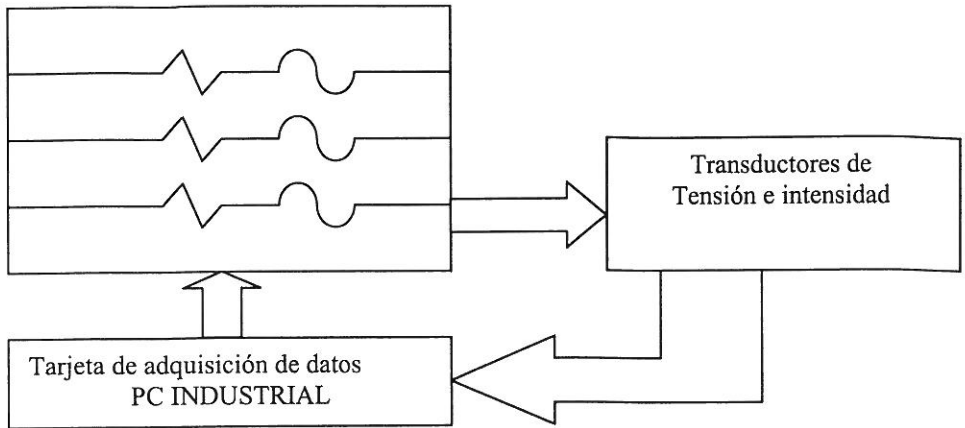 Transductores de
Tensión e intensidad
Tarjeta de adquisición de datos
PC INDUSTRIAL